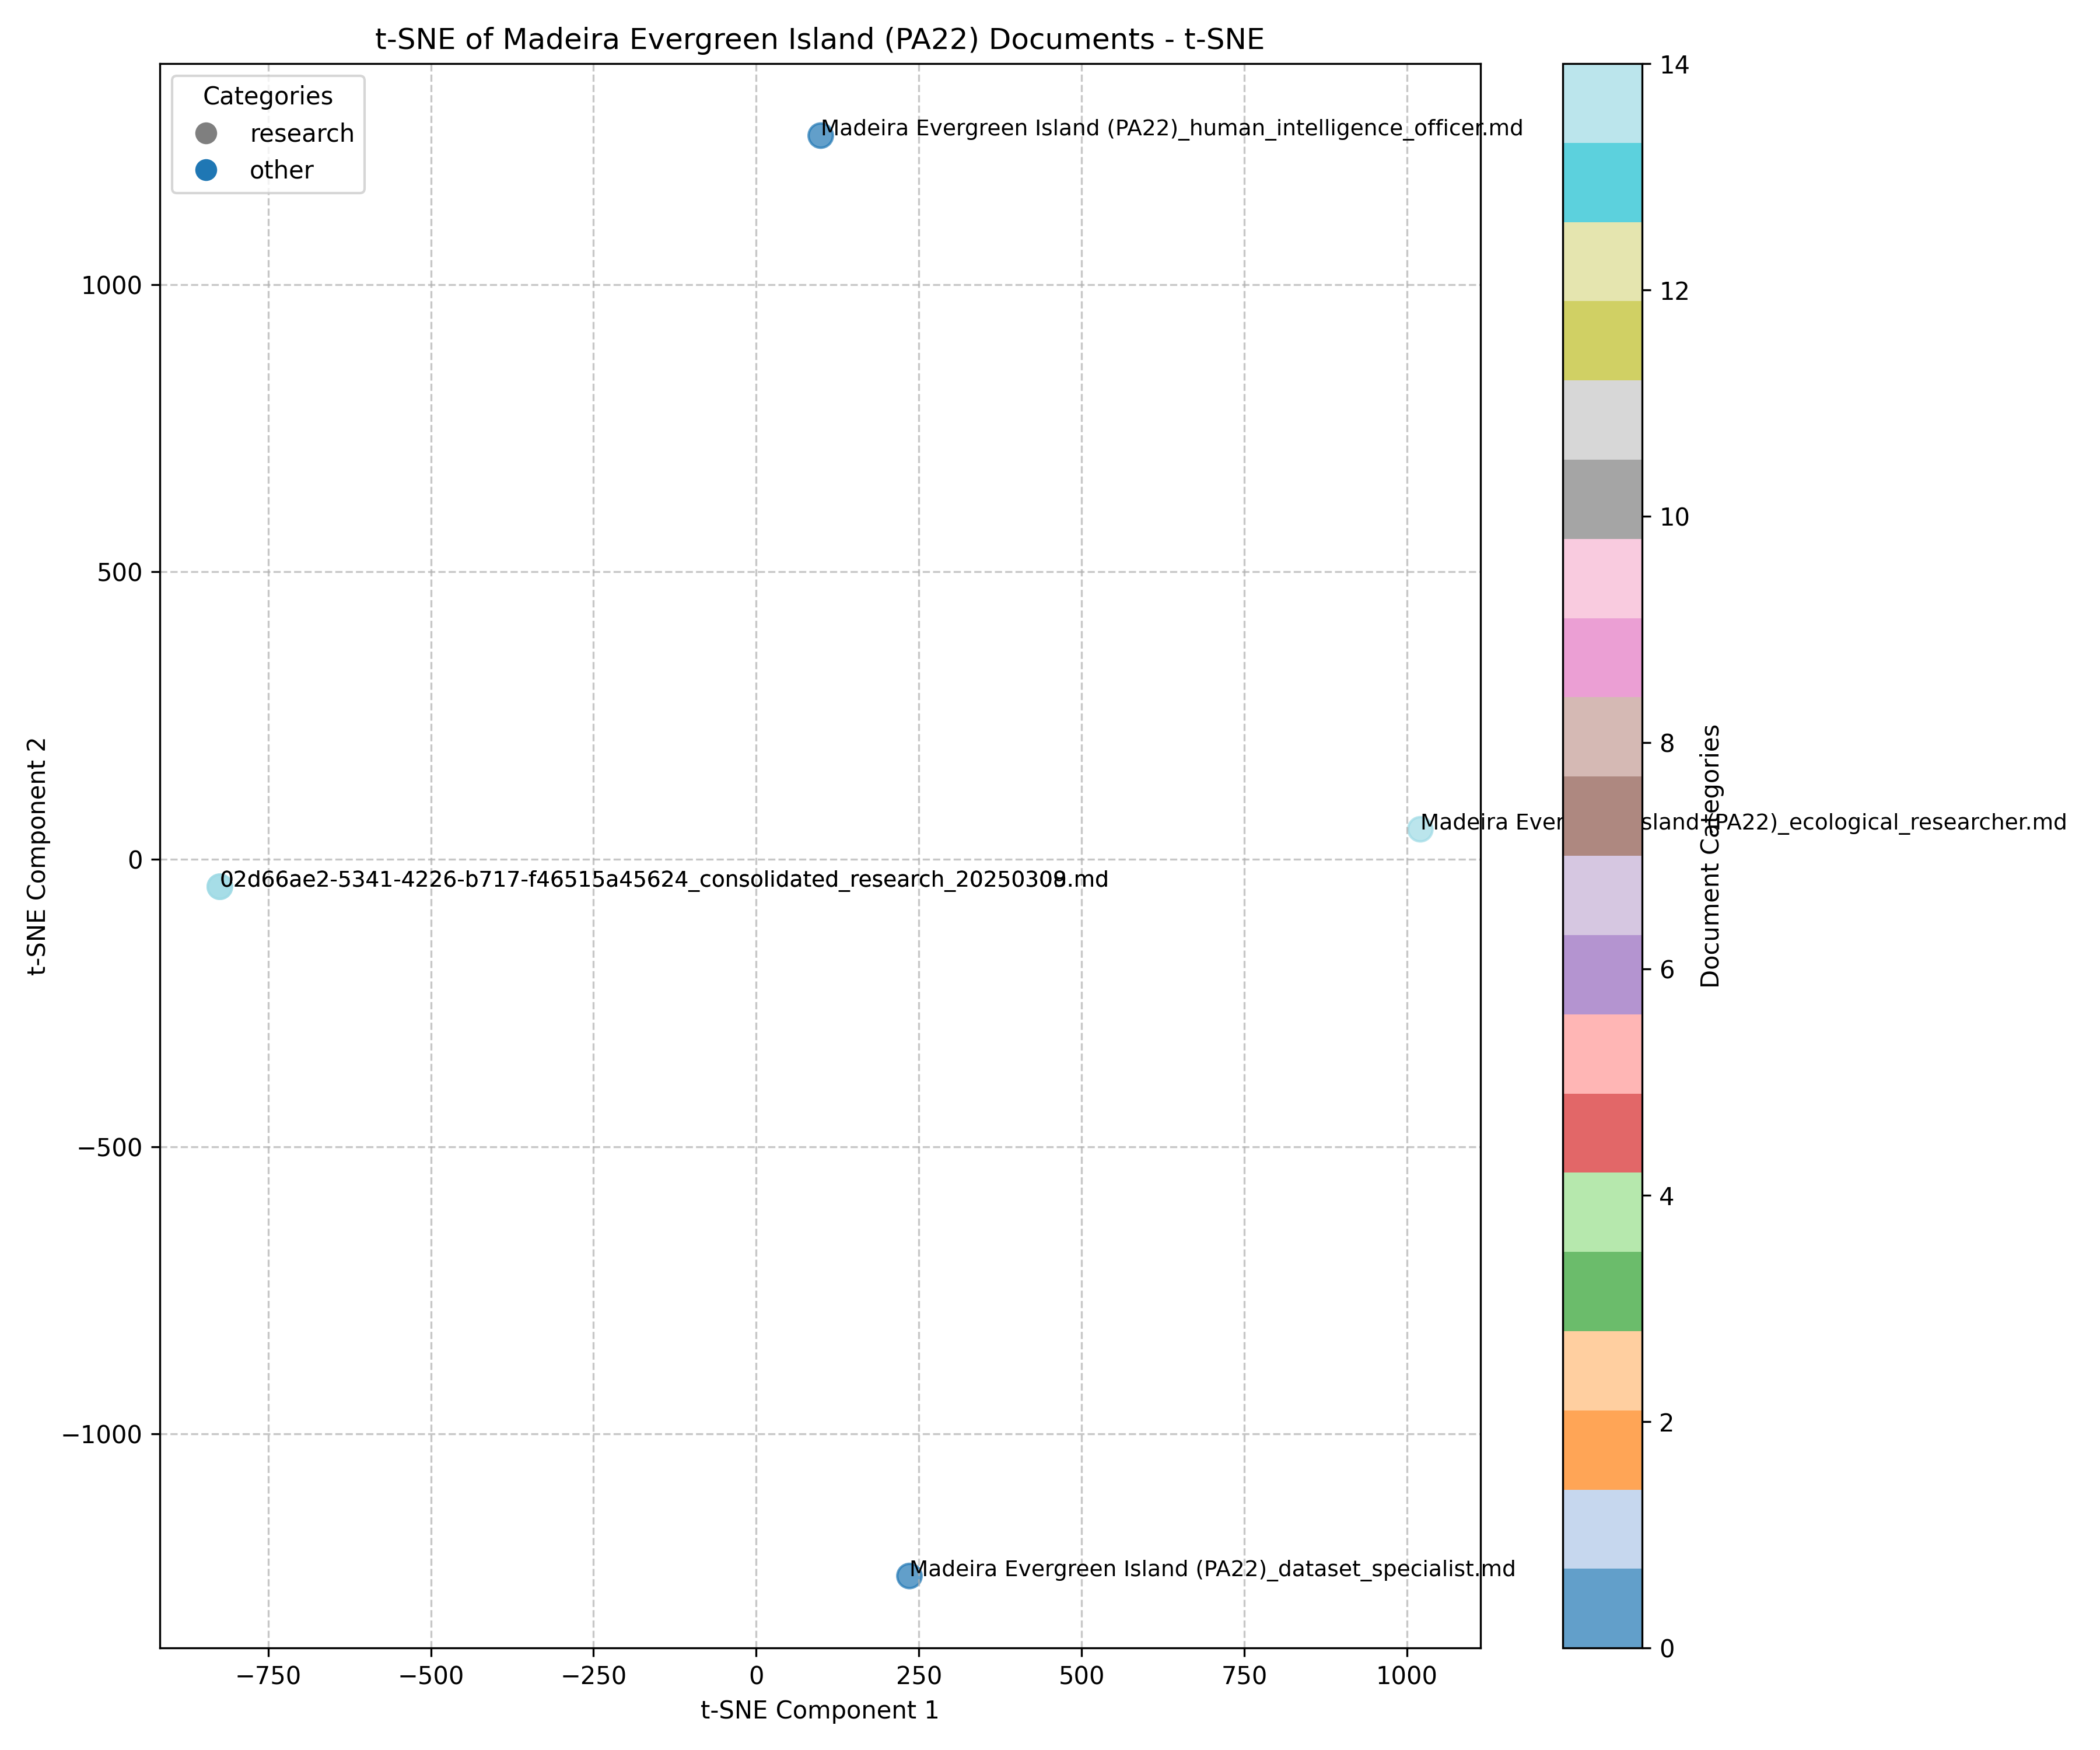 t-SNE of Madeira Evergreen Island (PA22) Documents - t-SNE
Categories
research
other
Madeira Evergreen Island (PA22)_human_intelligence_officer.md
Madeira Ever sland (PA22)_ecological_researcher.md
02d66ae2-5341-4226-b717-f46515a45624_consolidated_research_2025030
.md
Madeira Evergreen Island (PA22)_dataset_specialist.md
1000
500
0
−500
−1000
t-SNE Component 2
−750
−500
−250
0
250
500
750
1000
t-SNE Component 1
14
12
10
8
6
4
2
0
Document Categories